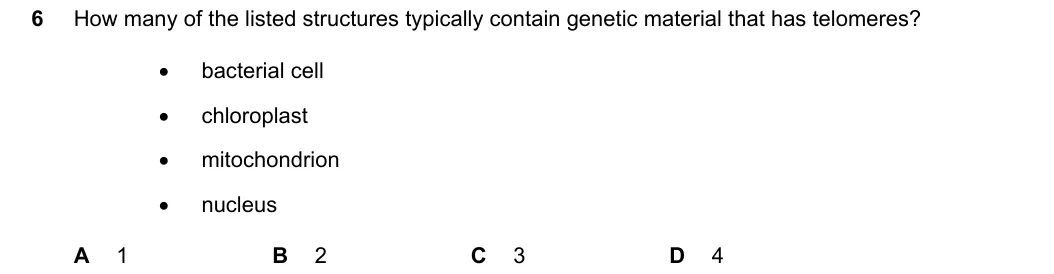 6 How many of the listed structures typically contain genetic material that has telomeres?
• bacterial cell
• chloroplast
• mitochondrion
• nucleus
A 1 B 2 C 3 D 4